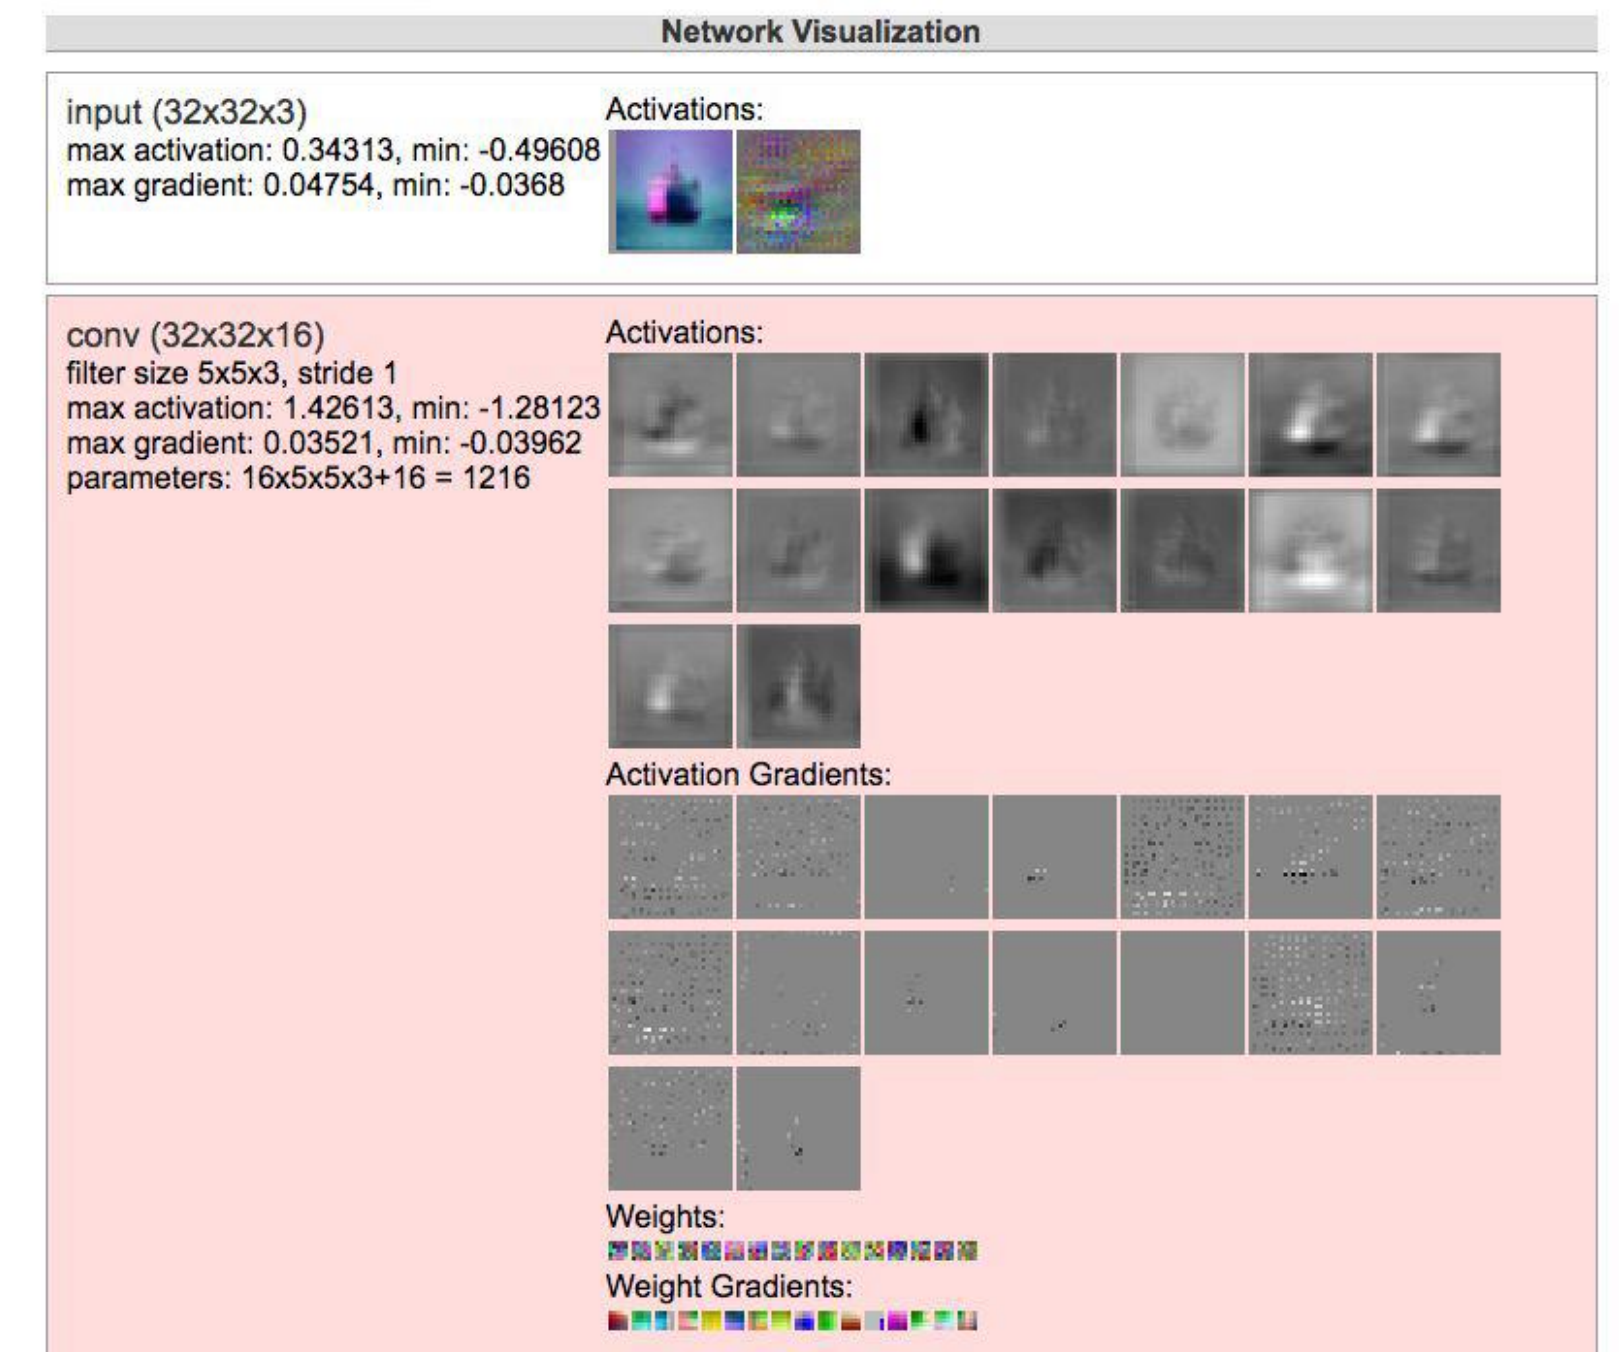 Network Visualization
input (32x32x3)
max activation: 0.34313, min: -0.49608
max gradient: 0.04754, min: -0.0368
Activations:
conv (32x32x16)
filter size 5x5x3, stride 1
max activation: 1.42613, min: -1.28123
max gradient: 0.03521, min: -0.03962
parameters: 16x5x5x3+16 = 1216
Activations:
Activation Gradients:
Weights:
Weight Gradients: